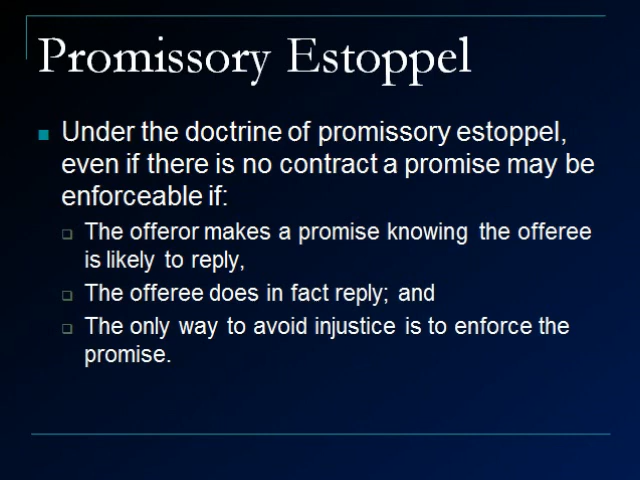 Promissory Estoppel
Under the doctrine of promissory estoppel,
even if there is no contract a promise may be
enforceable if:
The offeror makes a promise knowing the offeree
is likely to reply,
The offeree does in fact reply; and
The only way to avoid injustice is to enforce the
promise.